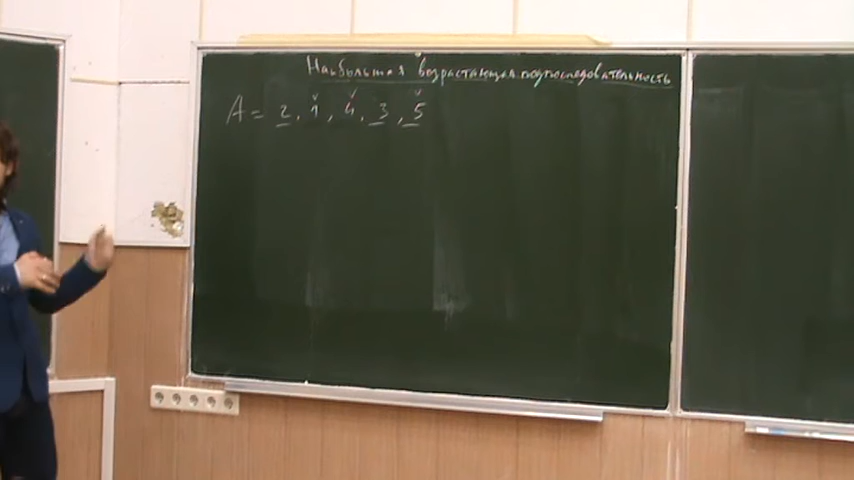 Наибольшая возрастающая подпоследовательность
A = 2, 1, 4, 3, 5